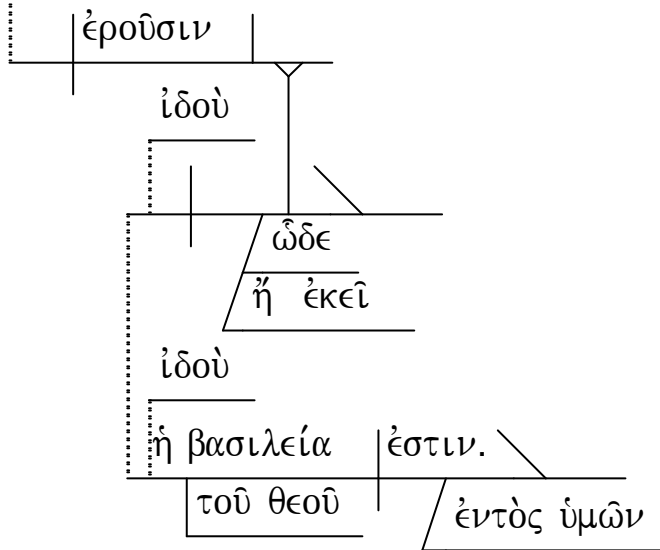 ἐροῦσιν
ἰδοὺ
ὧδε
ἤ ἐκεῖ
ἰδοὺ
ἡ βασιλεία ἐστιν.
τοῦ θεοῦ ἐντὸς ὑμῶν